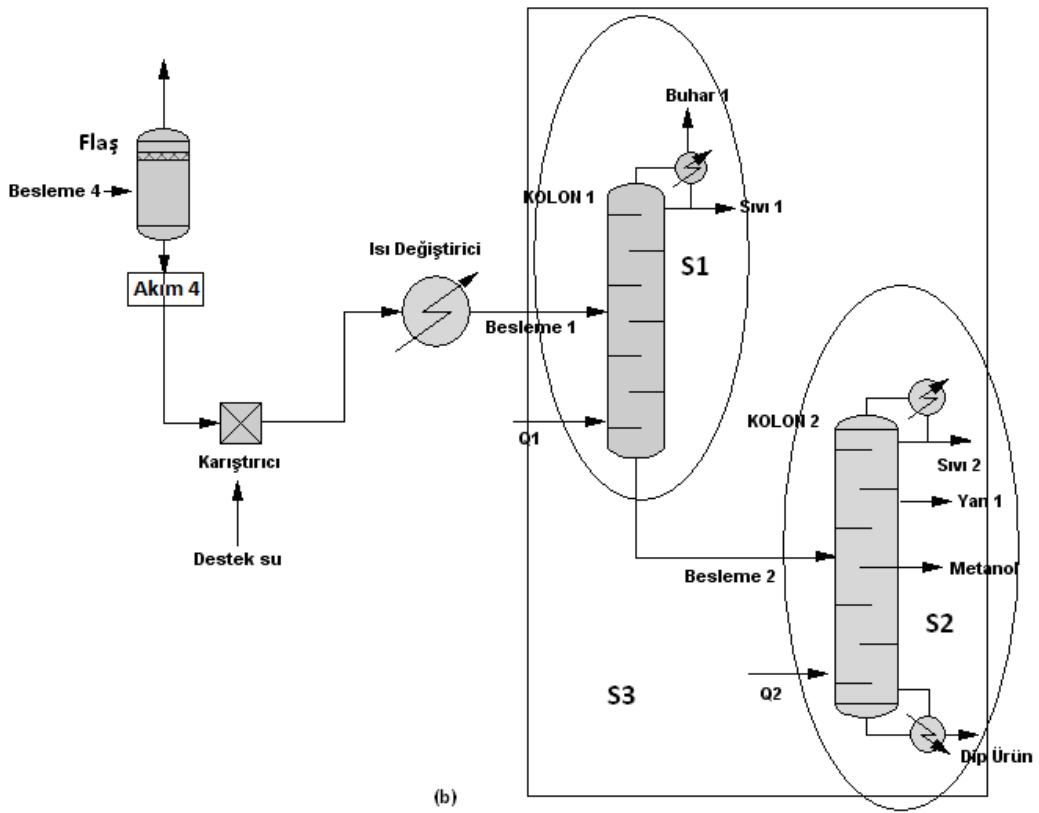 Buhar 1
Flaş
Besleme 4
KOLON 1
Sıvı 1
Isı Değiştirici
S1
Akım 4
Besleme 1
KOLON 2
Q1
Karıştırıcı
Sıvı 2
Yan 1
Destek su
Besleme 2
Metanol
S2
S3
Q2
Dip Ürün
(b)